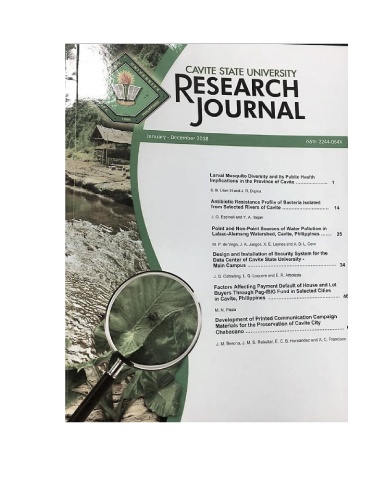 CAVITE STATE UNIVERSITY
RESEARCH
JOURNAL
January - December 2018
ISSN: 2244-064X
Larval Mosquito Diversity and its Public Health
Implications in the Province of Cavite ..................... 1
Antibiotic Resistance Profile of Bacteria Isolated
from Selected Rivers of Cavite ..................... 14
Point and Non-Point Sources of Water Pollution in
Watershed, Cavite, Philippines ....... 25
Design and Installation of Security System for the
Data Center of Cavite State University -
Main Campus ..................... 34
Factors Affecting Payment Default of House and Lot
Buyers Through Pag-IBIG Fund in Selected Cities
in Cavite, Philippines .....................
Development of Printed Communication Campaign
Materials for the Preservation of Cavite City
Chabacano .....................